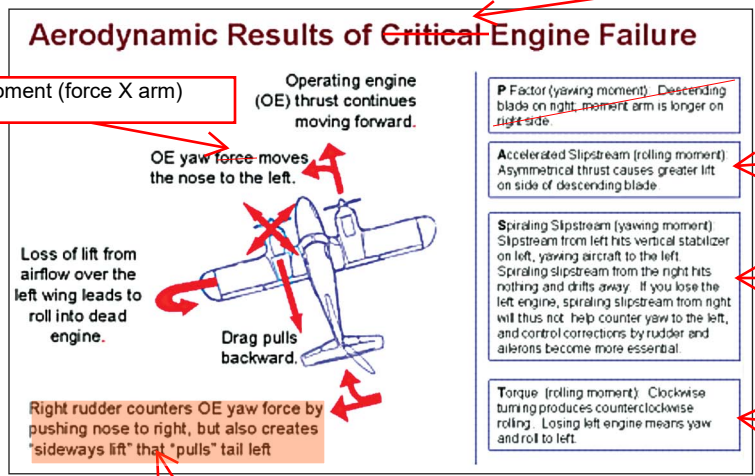 Aerodynamic Results of Critical Engine Failure
oment (force X arm)
Operating engine
(OE) thrust continues
moving forward.
OE yaw force moves
the nose to the left.
Loss of lift from
airflow over the
left wing leads to
roll into dead
engine.
Drag pulls
backward.
Right rudder counters OE yaw force by
pushing nose to right, but also creates
"sideways lift" that "pulls" tail left
P Factor (yawing moment) Descending
blade on right, moment arm is longer on
right side.
Accelerated Slipstream (rolling moment)
Asymmetrical thrust causes greater lift
on side of descending blade.
Spiraling Slipstream (yawing moment)
Slipstream from left hits vertical stabilizer
on left, yawing aircraft to the left.
Spiraling slipstream from the right hits
nothing and drifts away. If you lose the
left engine, spiraling slipstream from right
will thus not help counter yaw to the left,
and control corrections by rudder and
ailerons become more essential.
Torque (rolling moment): Clockwise
turning produces counterclockwise
rolling. Losing left engine means yaw
and roll to left.